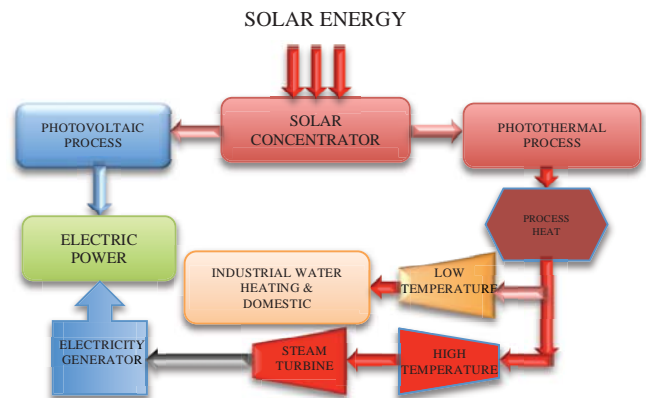 SOLAR ENERGY
SOLAR
CONCENTRATOR
PHOTOVOLTAIC
PROCESS
PHOTOTHERMAL
PROCESS
PROCESS
HEAT
ELECTRIC
POWER
INDUSTRIAL WATER
HEATING &
DOMESTIC
LOW
TEMPERATURE
ELECTRICITY
GENERATOR
STEAM
TURBINE
HIGH
TEMPERATURE